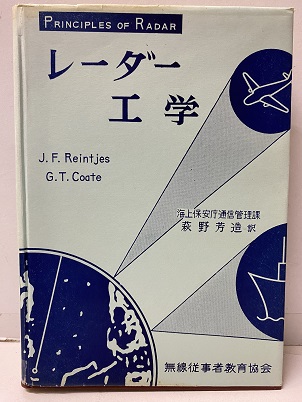 PRINCIPLES OF RADAR
レーダー
工学
J. F. Reintjes
G. T. Coate
海上保安庁通信管理課
萩野芳造 訳
無線従事者教育協会